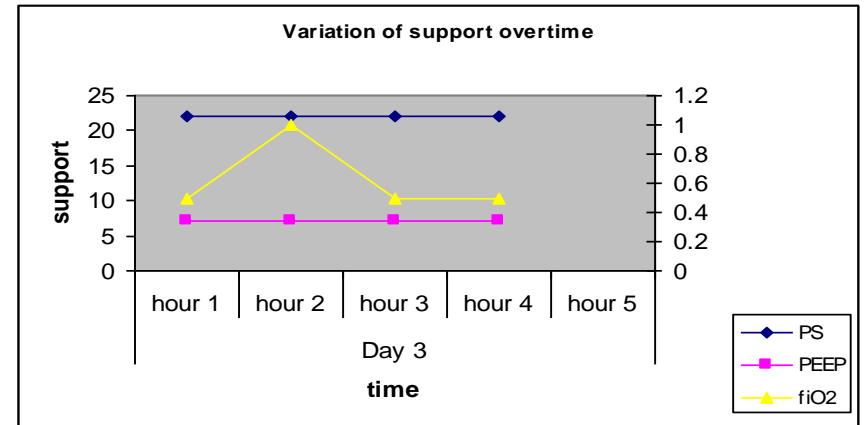 Variation of support overtime
support
25
20
15
10
5
0
1.2
1
0.8
0.6
0.4
0.2
0
hour 1 hour 2 hour 3 hour 4 hour 5
Day 3
time
PS
PEEP
fiO2